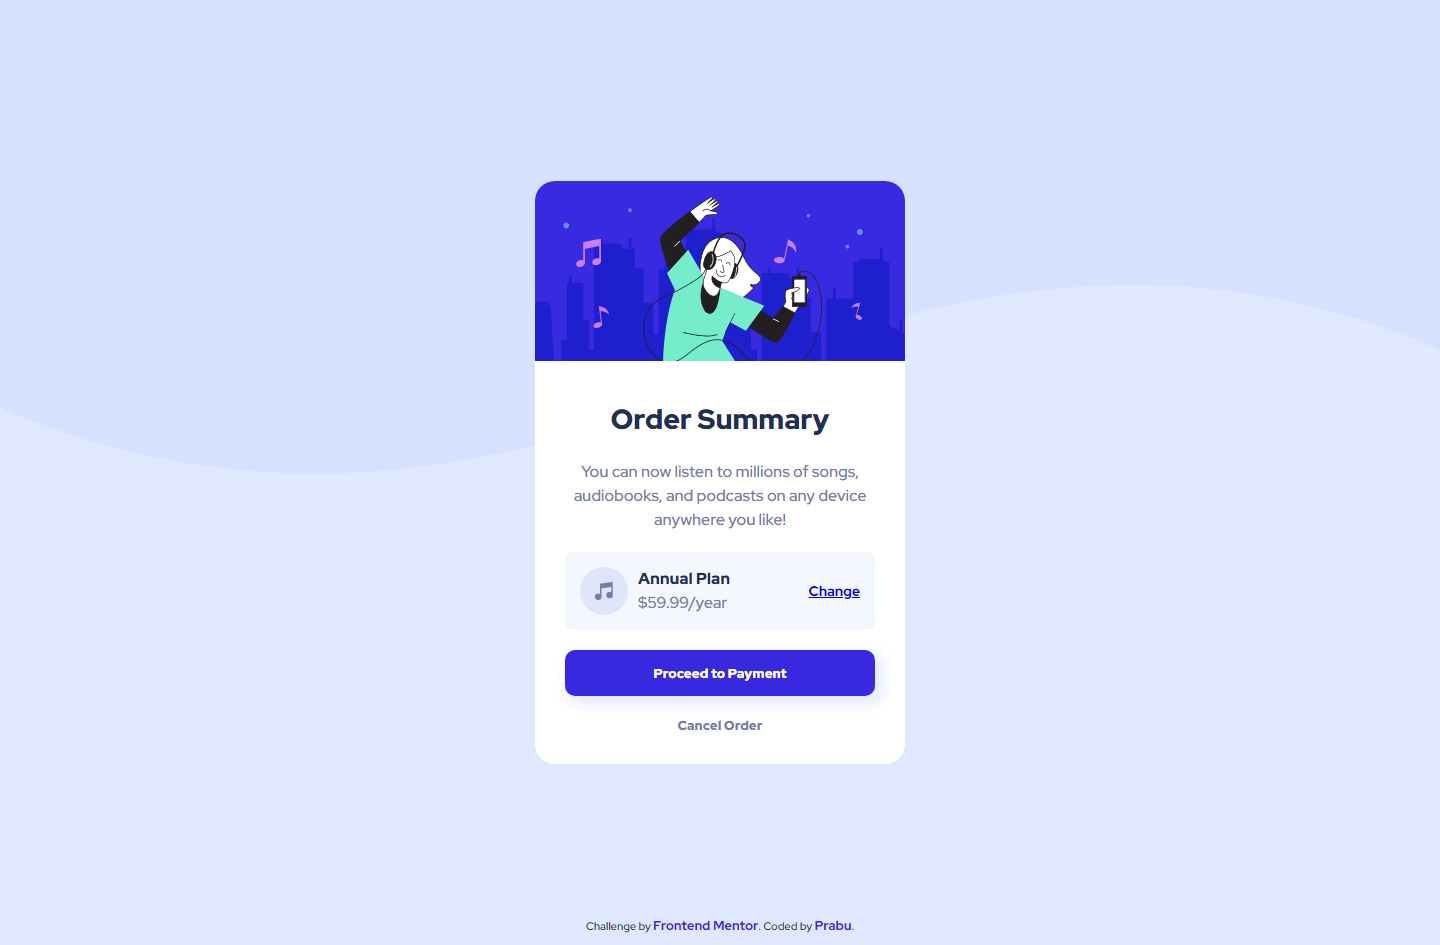 Order Summary
You can now listen to millions of songs,
audiobooks, and podcasts on any device
anywhere you like!
Annual Plan
$59.99/year
Change
Proceed to Payment
Cancel Order
Challenge by Frontend Mentor. Coded by Prabu.